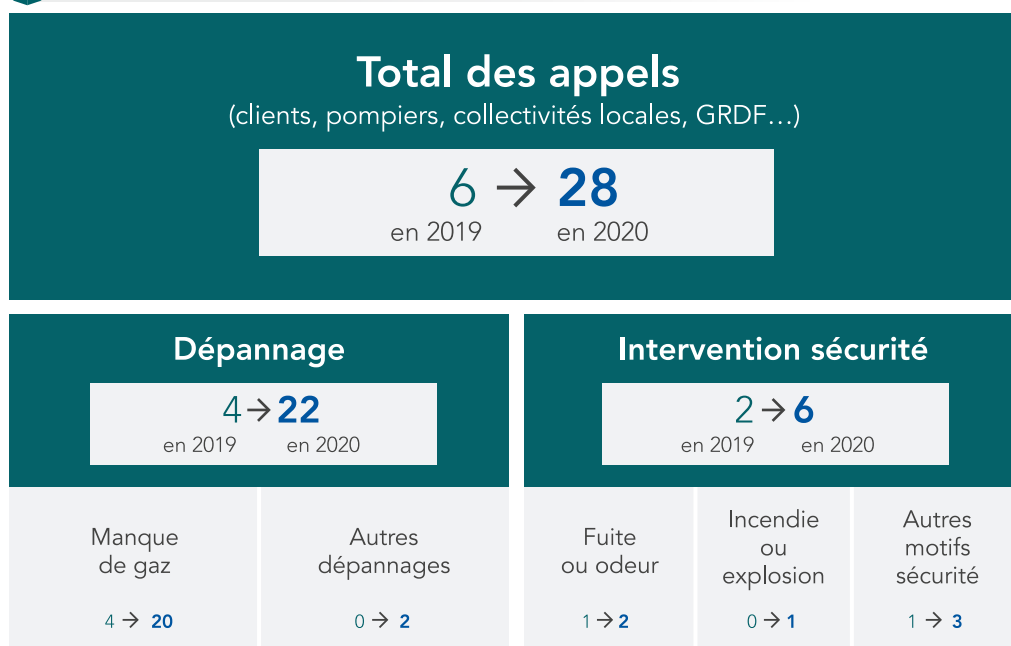 Total des appels
(clients, pompiers, collectivités locales, GRDF...)
6 → 28
en 2019 en 2020
Dépannage
4 → 22
en 2019 en 2020
Manque
de gaz
4 → 20
Autres
dépannages
0 → 2
Intervention sécurité
2 → 6
en 2019 en 2020
Fuite
ou odeur
1 → 2
Incendie
ou
explosion
0 → 1
Autres
motifs
sécurité
1 → 3